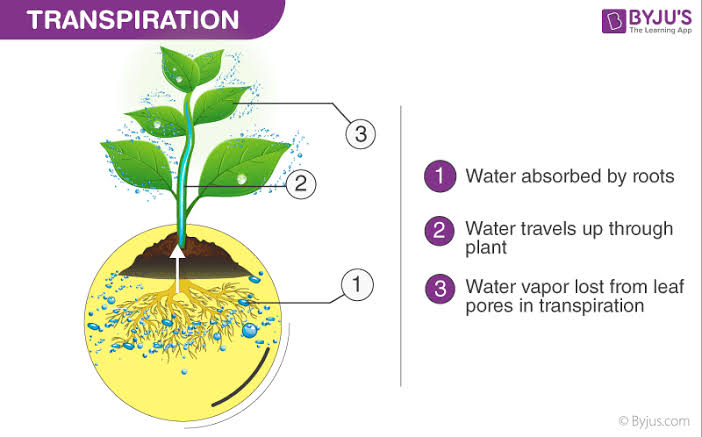 TRANSPIRATION
BYJU'S
The Learning App
3
2
1
1 Water absorbed by roots
2 Water travels up through
plant
3 Water vapor lost from leaf
pores in transpiration
© Byjus.com